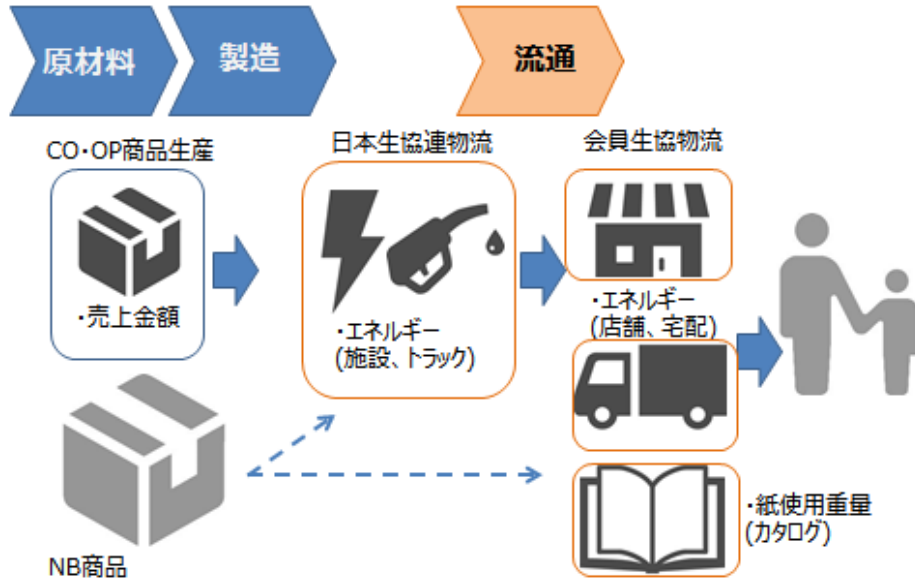 原材料
製造
流通
CO・OP商品生産
日本生協連物流
会員生協物流
・売上金額
・エネルギー
(施設、トラック)
・エネルギー
(店舗、宅配)
・紙使用重量
(カタログ)
NB商品